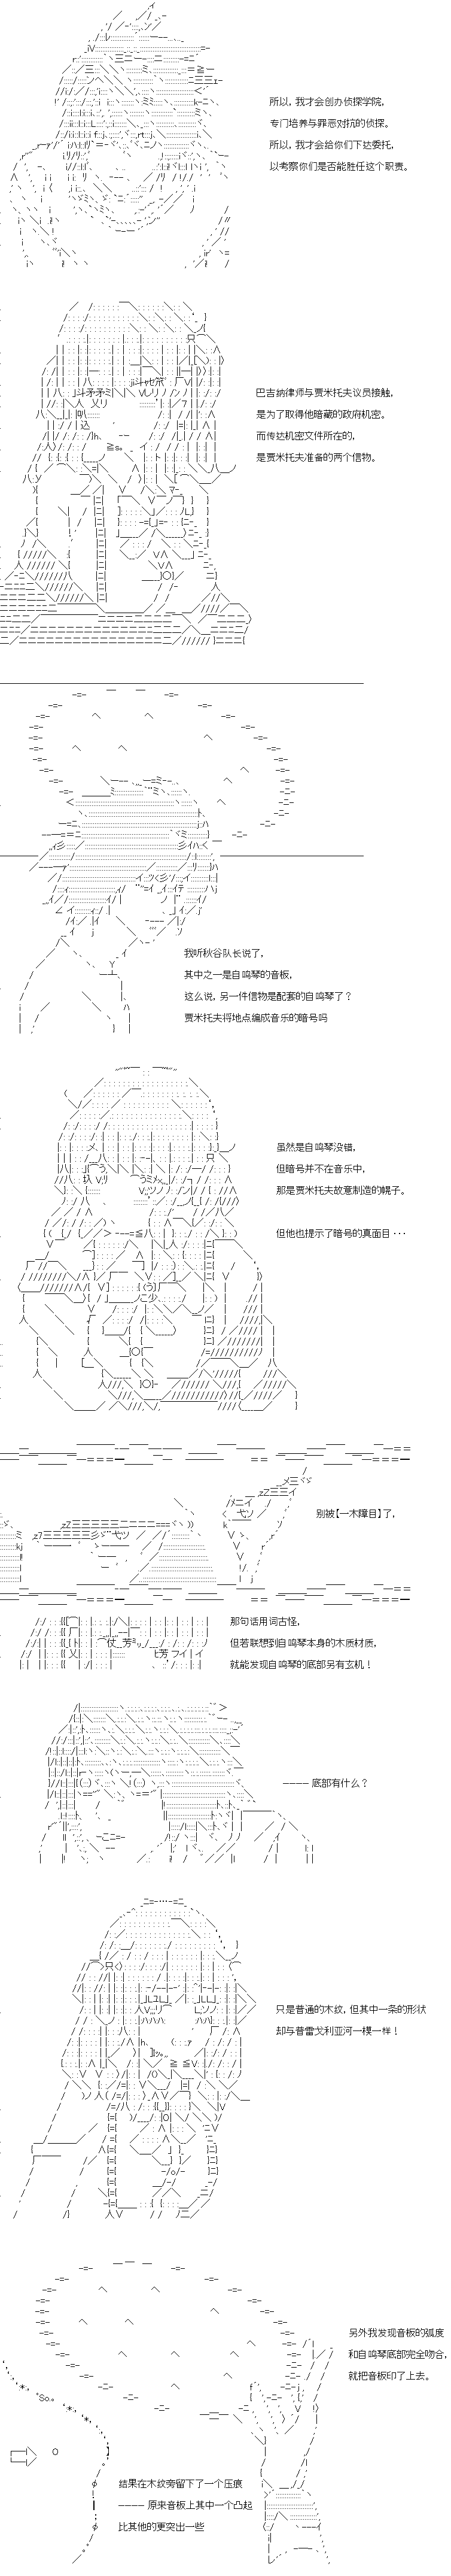 所以，我才会创办侦探学院，
专门培养与罪恶对抗的侦探。
所以，我才会给你们下达委托，
以考察你们是否能胜任这个职责。
巴吉纳律师与贾米托夫议员接触，
是为了取得他暗藏的政府机密。
而传达机密文件所在的，
是贾米托夫准备的两个信物。
我听秋谷队长说了，
其中之一是自鸣琴的音板，
这么说，另一件信物是配套的自鸣琴了？
贾米托夫将地点编成音乐的暗号吗
虽然是自鸣琴没错，
但暗号并不在音乐中，
那是贾米托夫故意制造的幌子。
但他也提示了暗号的真面目・・・
别被【一木障目】了，
那句话用词古怪，
但若联想到自鸣琴本身的木质材质，
就能发现自鸣琴的底部另有玄机！
―――― 底部有什么？
只是普通的木纹，但其中一条的形状
却与普雷戈利亚河一模一样！
另外我发现音板的弧度
和自鸣琴底部完全吻合，
就把音板印了上去。
结果在木纹旁留下了一个压痕
―――― 原来音板上其中一个凸起
比其他的更突出一些